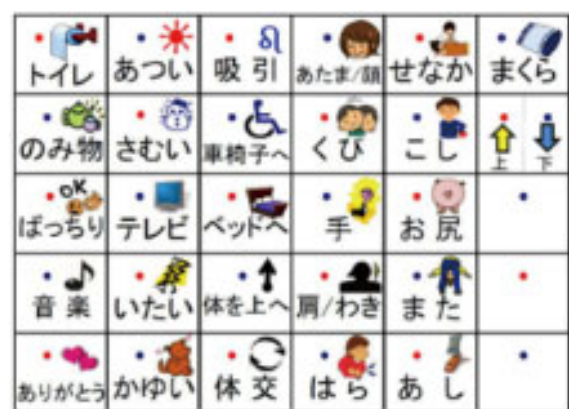 トイレ
あつい
吸引
あたま/顔
せなか
まくら
のみ物
さむい
車椅子へ
くび
こし
上
下
OK
ばっちり
テレビ
ベッドへ
手
お尻
音楽
いたい
体を上へ
肩/わき
また
ありがとう
かゆい
体交
はら
あし